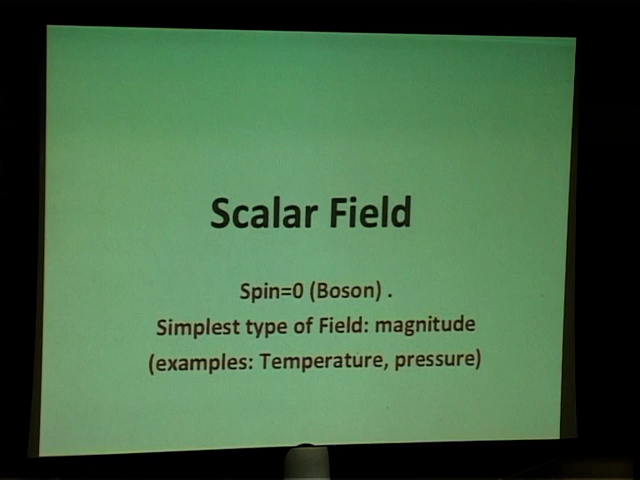 Scalar Field
Spin=0 (Boson) .
Simplest type of Field: magnitude
(examples: Temperature, pressure)